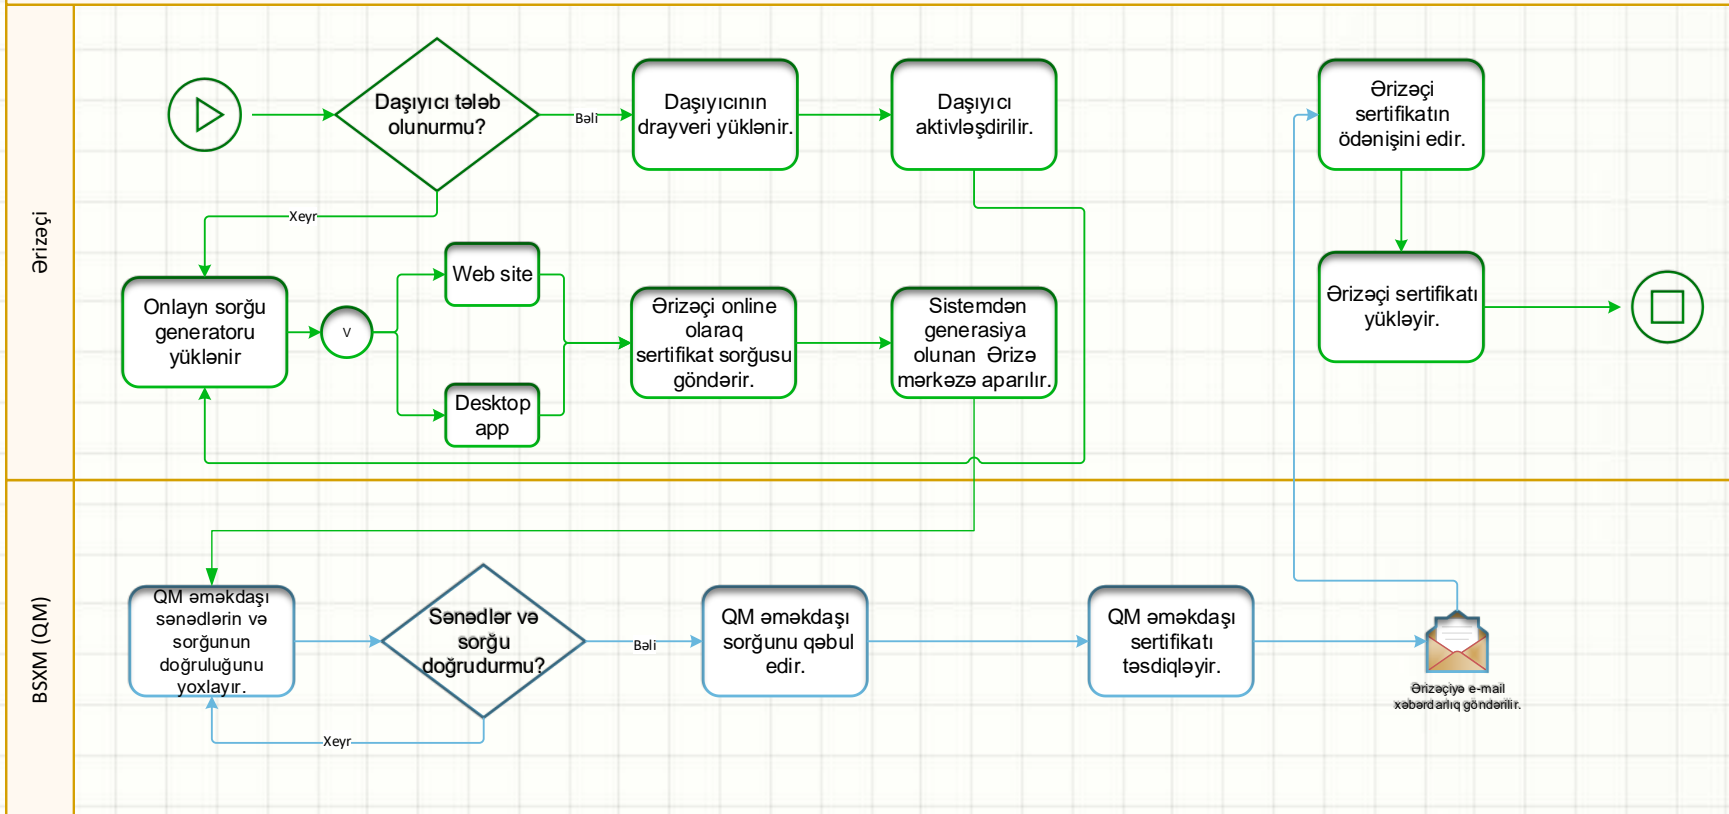 Ərizəçi
Daşıyıcı tələb
olunurmu?
Bəli
Daşıyıcının
drayveri yüklənir.
Daşıyıcı
aktivləşdirilir.
Ərizəçi
sertifikatın
ödənişini edir.
Xeyr
Onlayn sorğu
generatoru
yüklənir
V
Web site
Desktop
app
Ərizəçi online
olaraq
sertifikat sorğusu
göndərir.
Sistemdən
generasiya
olunan Ərizə
mərkəzə aparılır.
Ərizəçi sertifikatı
yükləyir.
BSXM (QM)
QM əməkdaşı
sənədlərin və
sorğunun
doğruluğunu
yoxlayır.
Sənədlər və
sorğu
doğrudurmu?
Bəli
QM əməkdaşı
sorğunu qəbul
edir.
QM əməkdaşı
sertifikatı
təsdiqləyir.
Ərizəçiyə e-mail
xəbərdarlıq göndərilir.
Xeyr